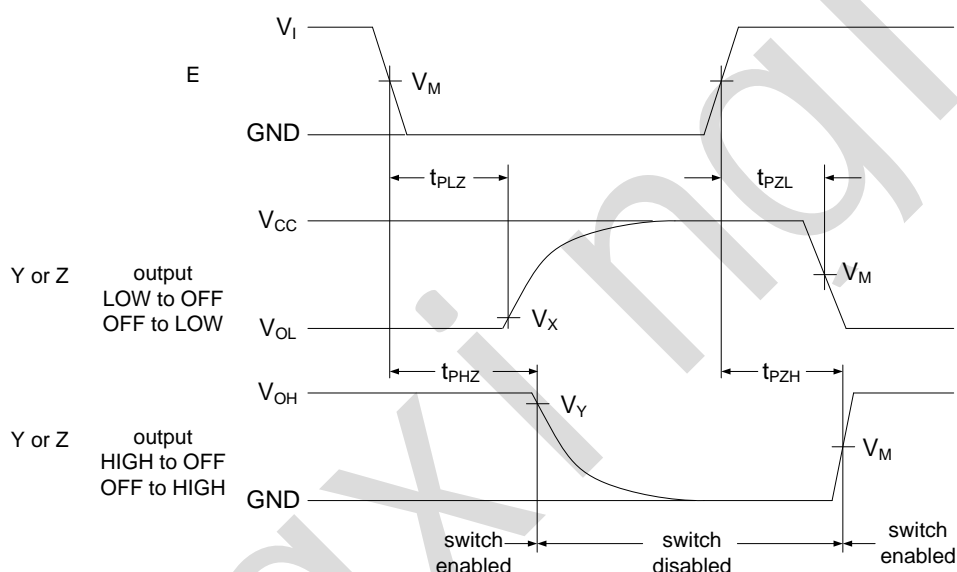 V_I
E
V_M
GND
t_PLZ
t_PZL
V_CC
Y or Z
output
LOW to OFF
OFF to LOW
V_M
V_X
V_OL
t_PHZ
t_PZH
V_OH
V_Y
Y or Z
output
HIGH to OFF
OFF to HIGH
V_M
GND
switch
enabled
switch
disabled
switch
enabled